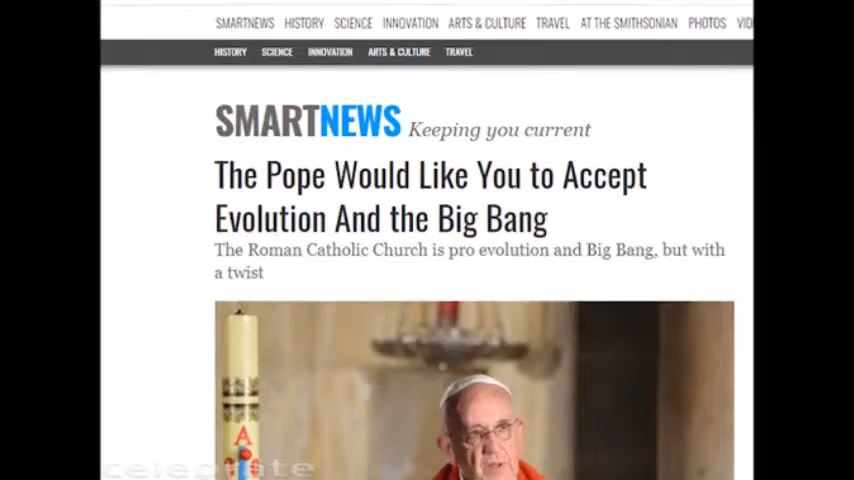 SMARTNEWS HISTORY SCIENCE INNOVATION ARTS & CULTURE TRAVEL AT THE SMITHSONIAN PHOTOS VID
HISTORY SCIENCE INNOVATION ARTS & CULTURE TRAVEL
SMARTNEWS Keeping you current
The Pope Would Like You to Accept
Evolution And the Big Bang
The Roman Catholic Church is pro evolution and Big Bang, but with
a twist
A
celebrate